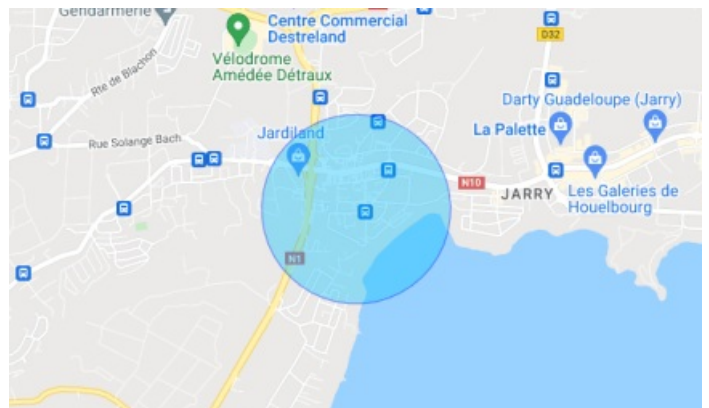 Gendarmerie
Centre Commercial
Destreland
D32
Vélodrome
Amédée Détraux
Rte de Blachon
Darty Guadeloupe (Jarry)
La Palette
Rue Solange Bach
Jardiland
N10
JARRY
Les Galeries de
Houelbourg
N1